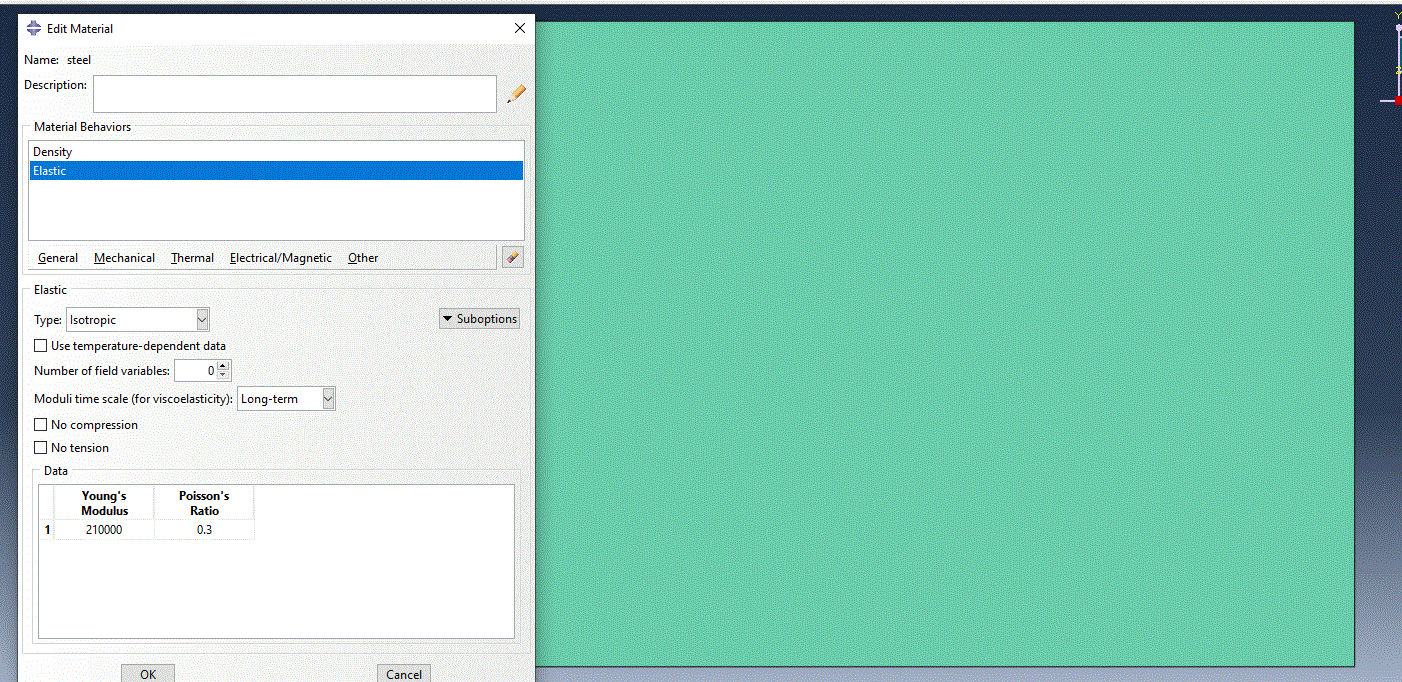 Edit Material
Name: steel
Description:
Material Behaviors
Density
Elastic
General Mechanical Thermal Electrical/Magnetic Other
Elastic
Type: Isotropic Suboptions
Use temperature-dependent data
Number of field variables: 0
Moduli time scale (for viscoelasticity): Long-term
No compression
No tension
Data
Young's Poisson's
Modulus Ratio
1 210000 0.3
OK Cancel
Y
Z